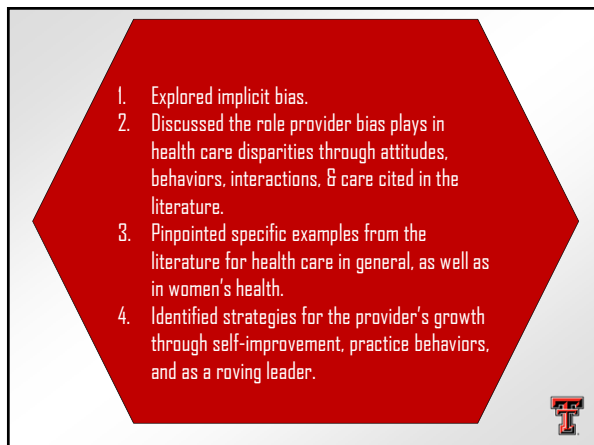 1. Explored implicit bias.
2. Discussed the role provider bias plays in
health care disparities through attitudes,
behaviors, interactions, & care cited in the
literature.
3. Pinpointed specific examples from the
literature for health care in general, as well as
in women's health.
4. Identified strategies for the provider's growth
through self-improvement, practice behaviors,
and as a roving leader.